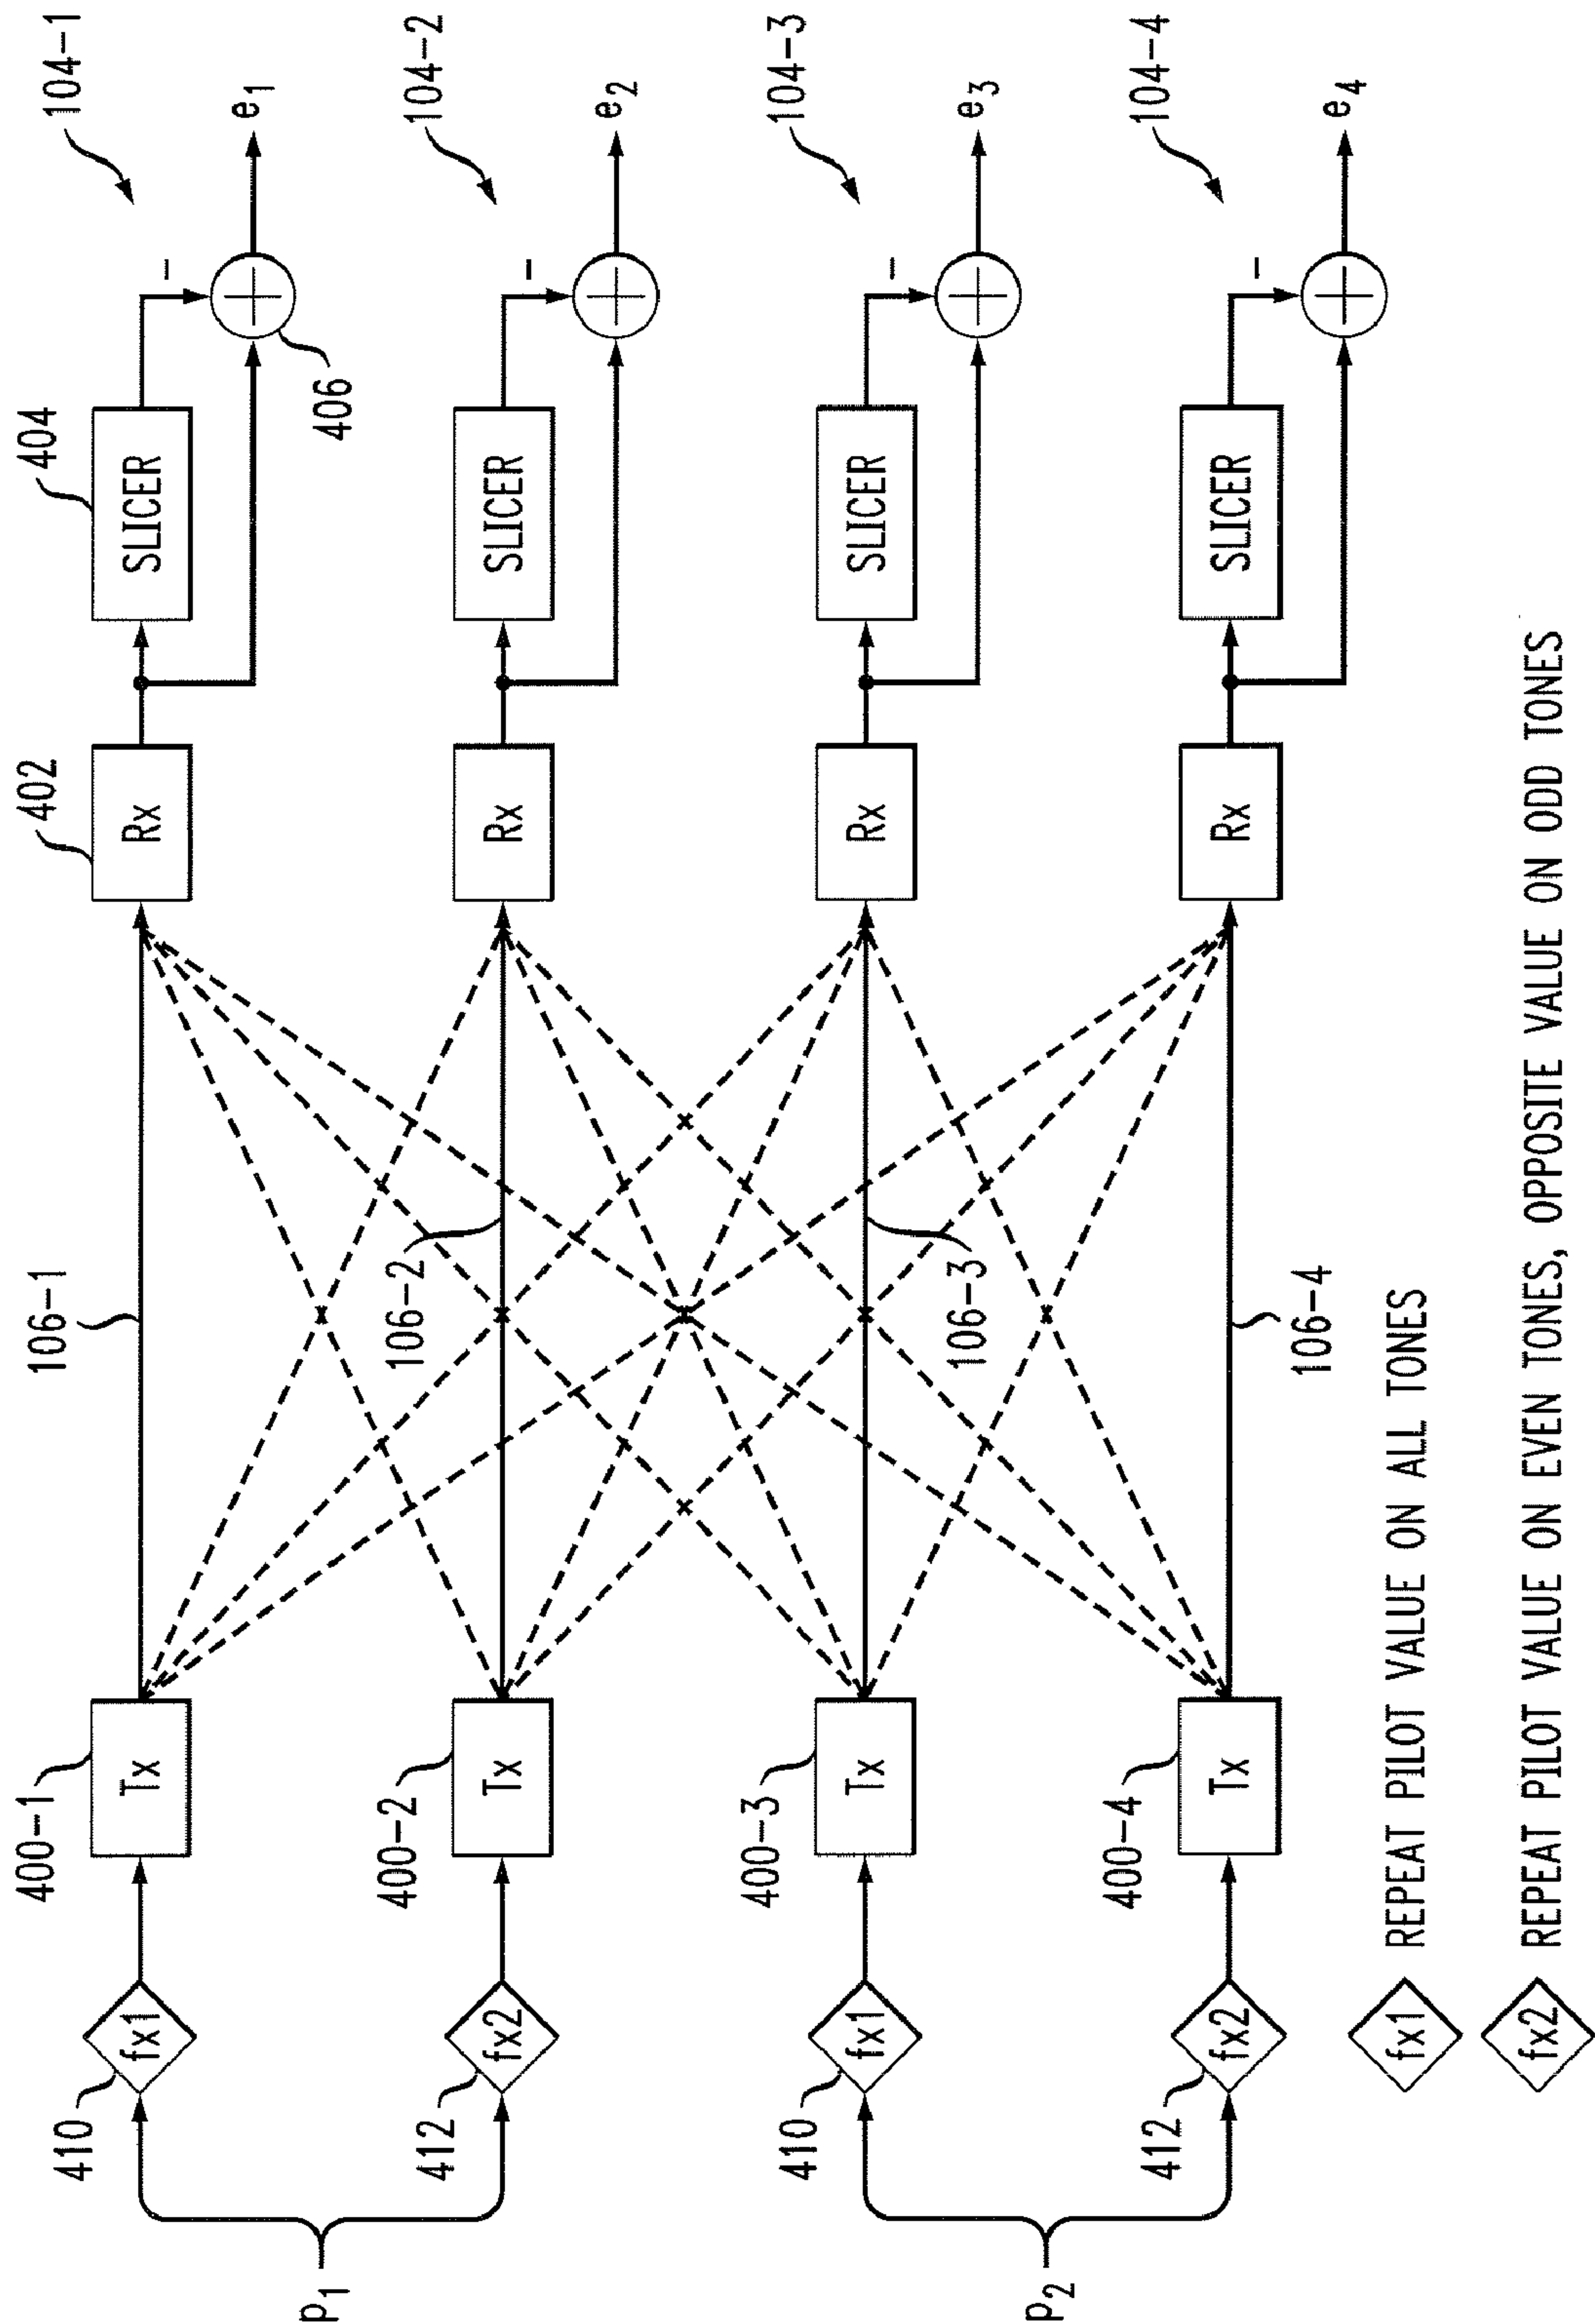 106-1
402
404
104-1
400-1
410
fx1
Tx
Rx
SLICER
-
e1
406
p1
106-2
104-2
400-2
412
fx2
Tx
Rx
SLICER
-
e2
106-3
104-3
400-3
410
fx1
Tx
Rx
SLICER
-
e3
p2
106-4
104-4
400-4
412
fx2
Tx
Rx
SLICER
-
e4
fx1 REPEAT PILOT VALUE ON ALL TONES
fx2 REPEAT PILOT VALUE ON EVEN TONES, OPPOSITE VALUE ON ODD TONES